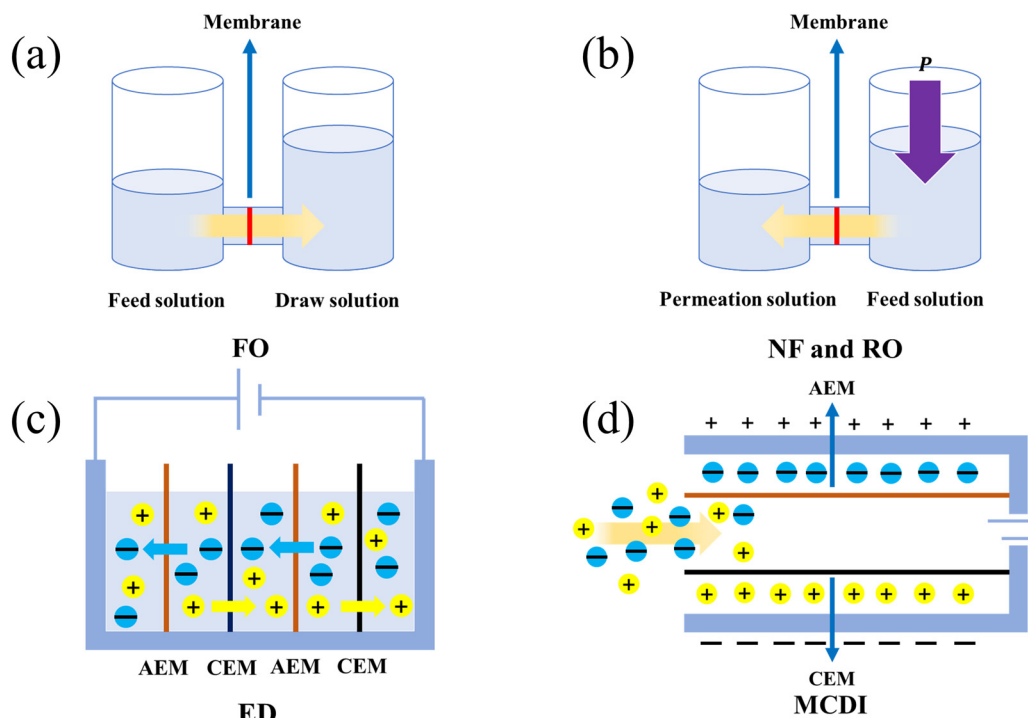 (a)
Membrane
Feed solution
Draw solution
FO
(b)
Membrane
P
Permeation solution
Feed solution
NF and RO
(c)
+ + + +
− − − −
− − − −
+ + + + + +
−
AEM CEM AEM CEM
ED
(d)
AEM
+ + + + + + + +
− − − − − − − −
+ − + − + −
+ − − − +
+
+ + + + + + + +
− − − − − − − −
CEM
MCDI